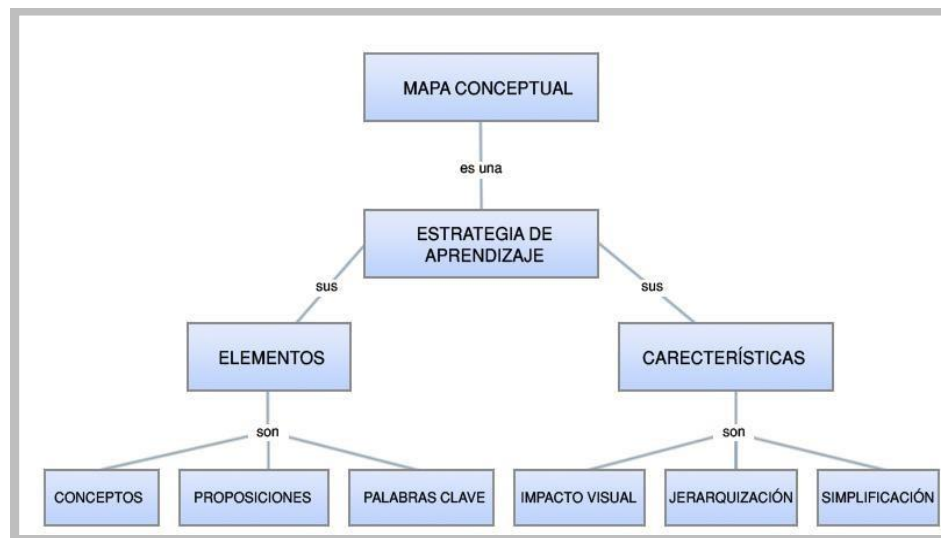 MAPA CONCEPTUAL
es una
ESTRATEGIA DE
APRENDIZAJE
sus
sus
ELEMENTOS
CARECTERÍSTICAS
son
son
CONCEPTOS
PROPOSICIONES
PALABRAS CLAVE
IMPACTO VISUAL
JERARQUIZACIÓN
SIMPLIFICACIÓN